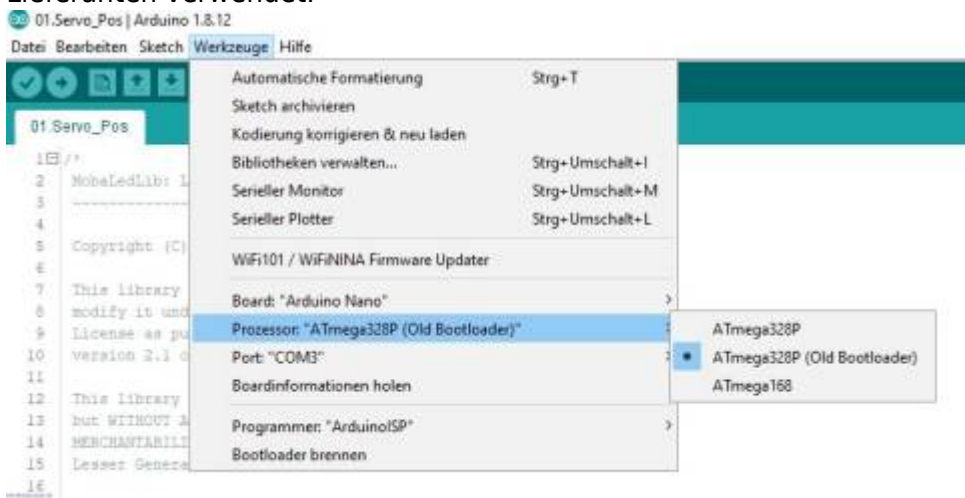 Lieferanten verwendet.
01.Servo_Pos | Arduino 1.8.12
Datei Bearbeiten Sketch Werkzeuge Hilfe
01.Servo_Pos
Automatische Formatierung Strg+T
Sketch archivieren
Kodierung korrigieren & neu laden
Bibliotheken verwalten... Strg+Umschalt+I
Serieller Monitor Strg+Umschalt+M
Serieller Plotter Strg+Umschalt+L
WiFi101 / WiFiNINA Firmware Updater
Board: "Arduino Nano"
Prozessor: "ATmega328P (Old Bootloader)"
Port: "COM3"
Boardinformationen holen
Programmer: "ArduinoISP"
Bootloader brennen
ATmega328P
ATmega328P (Old Bootloader)
ATmega168
1 /*
2 MobaLedLib: L
3 -------------
4
5 Copyright (C)
6
7 This library
8 modify it und
9 License as pu
10 version 2.1 o
11
12 This library
13 but WITHOUT A
14 MERCHANTABILI
15 Lesser Genera
16